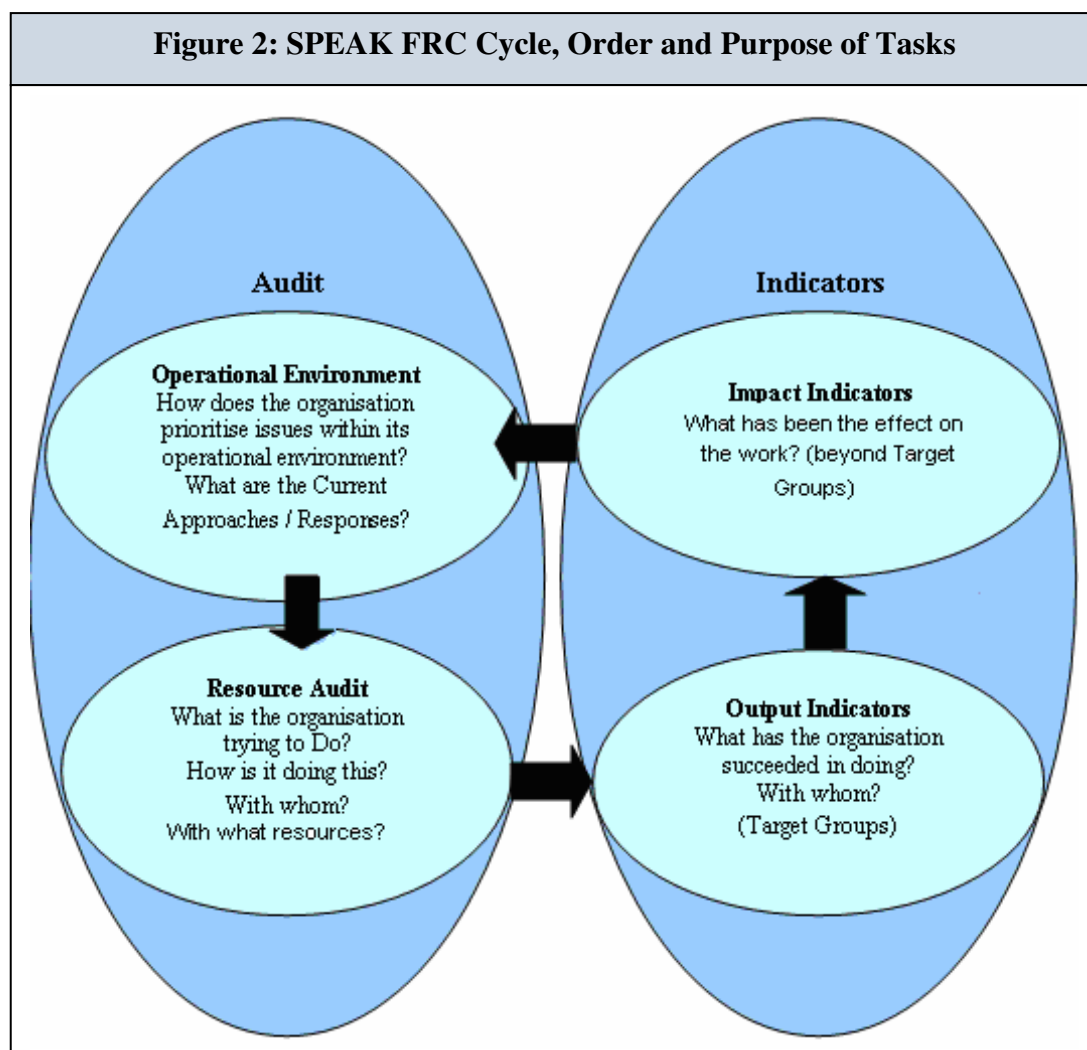 Figure 2: SPEAK FRC Cycle, Order and Purpose of Tasks
Audit
Operational Environment
How does the organisation
prioritise issues within its
operational environment?
What are the Current
Approaches / Responses?
Resource Audit
What is the organisation
trying to Do?
How is it doing this?
With whom?
With what resources?
Indicators
Impact Indicators
What has been the effect on
the work? (beyond Target
Groups)
Output Indicators
What has the organisation
succeeded in doing?
With whom?
(Target Groups)